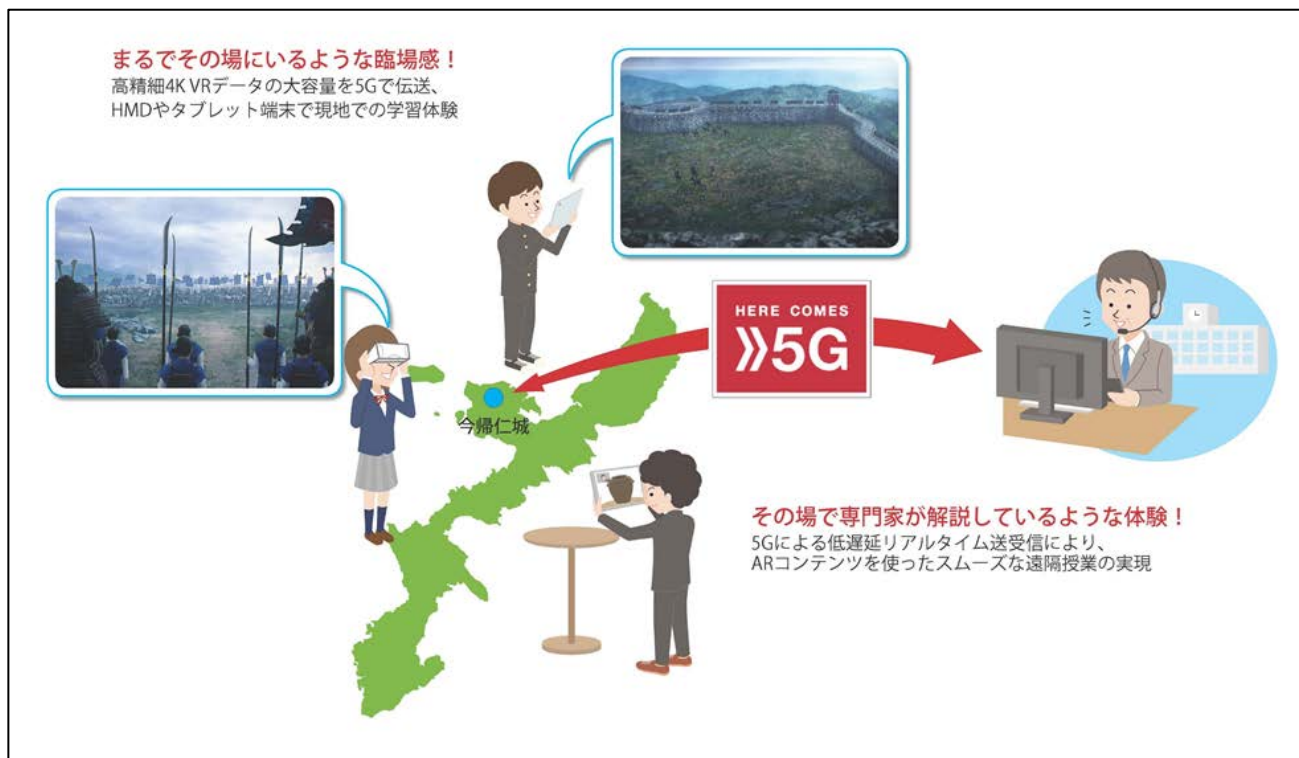 まるでその場にいるような臨場感！
高精細4K VRデータの大容量を5Gで伝送、
HMDやタブレット端末で現地での学習体験
HERE COMES
》5G
今帰仁城
その場で専門家が解説しているような体験！
5Gによる低遅延リアルタイム送受信により、
ARコンテンツを使ったスムーズな遠隔授業の実現